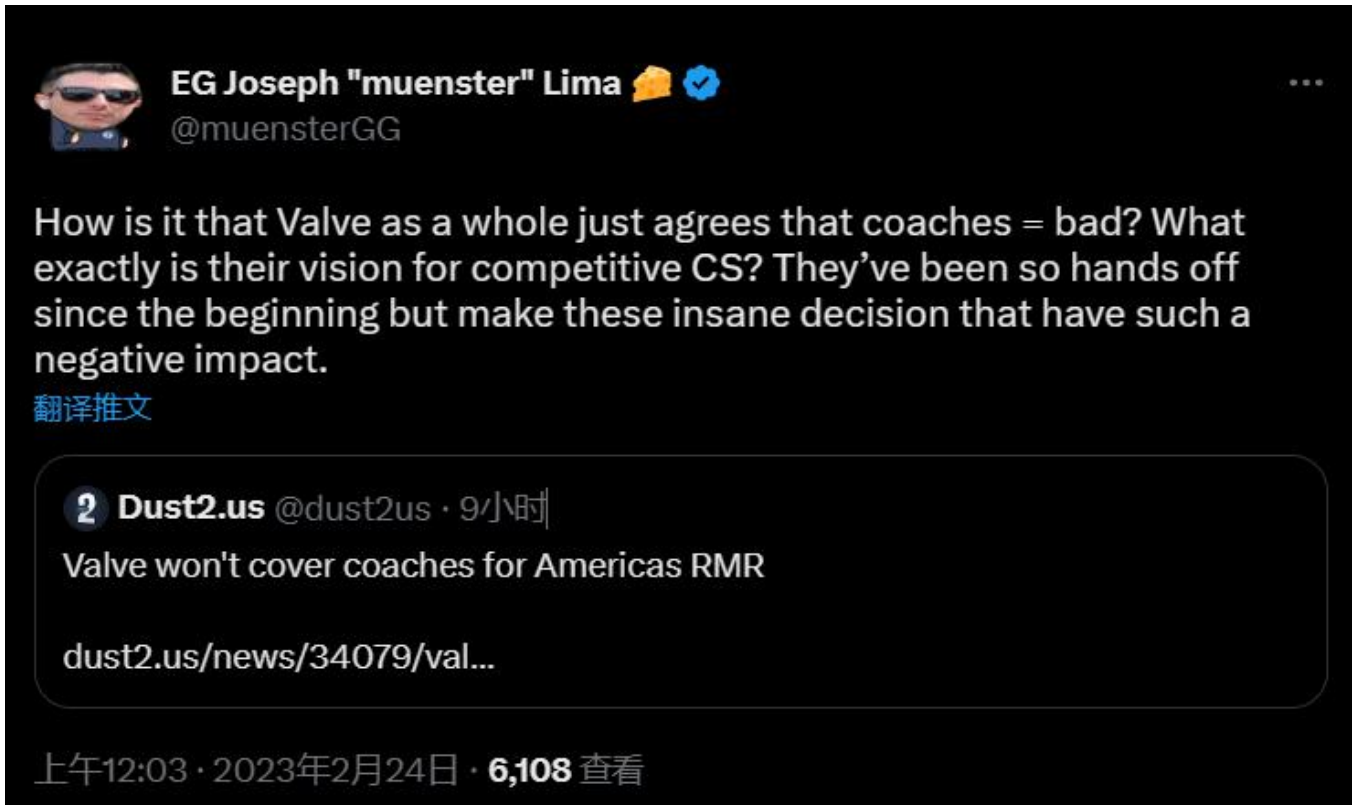 EG Joseph "muenster" Lima 🧀
@muensterGG
How is it that Valve as a whole just agrees that coaches = bad? What
exactly is their vision for competitive CS? They've been so hands off
since the beginning but make these insane decision that have such a
negative impact.
翻译推文
2 Dust2.us @dust2us · 9小时
Valve won't cover coaches for Americas RMR
dust2.us/news/34079/val...
上午12:03 · 2023年2月24日 · 6,108 查看